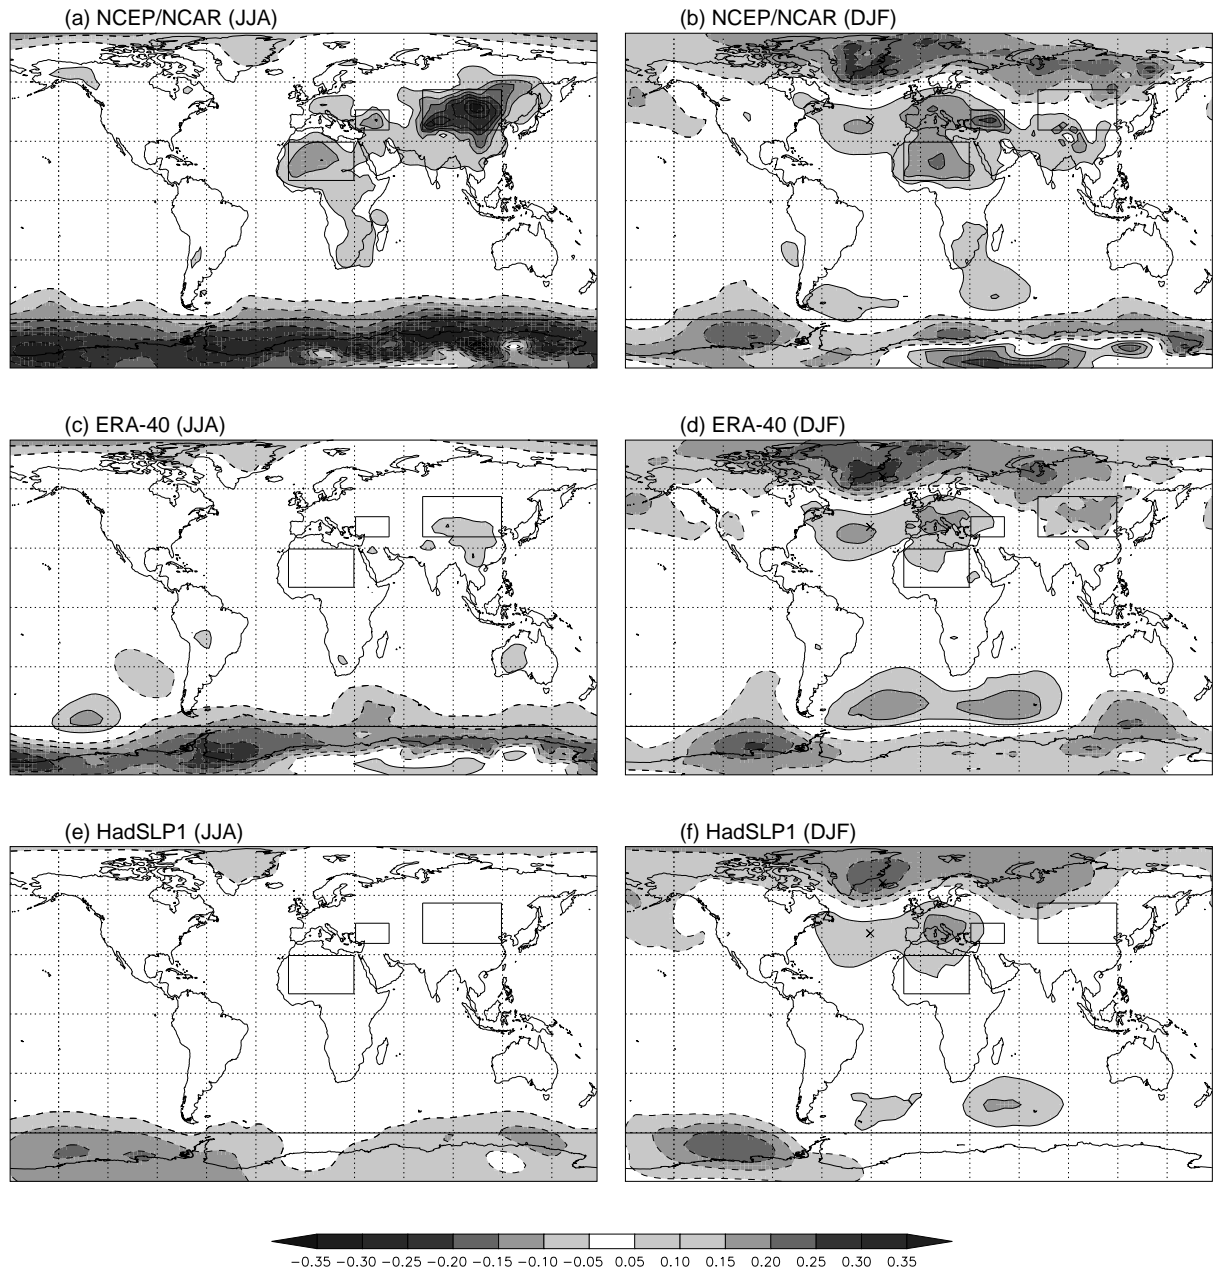 (a) NCEP/NCAR (JJA)
(b) NCEP/NCAR (DJF)
(c) ERA-40 (JJA)
(d) ERA-40 (DJF)
(e) HadSLP1 (JJA)
(f) HadSLP1 (DJF)
−0.35 −0.30 −0.25 −0.20 −0.15 −0.10 −0.05 0.05 0.10 0.15 0.20 0.25 0.30 0.35